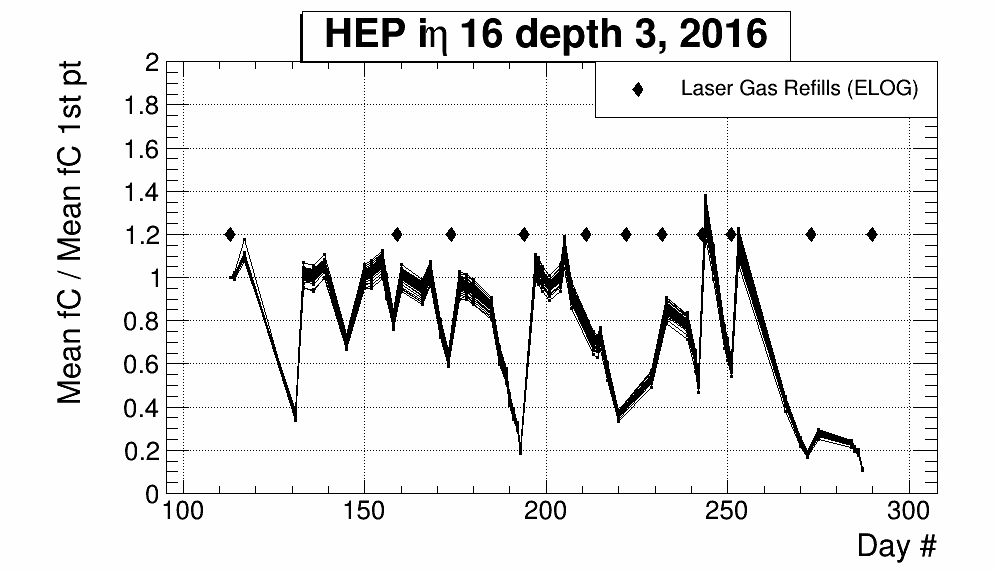 HEP iη 16 depth 3, 2016
Laser Gas Refills (ELOG)
Mean fC / Mean fC 1st pt
2
1.8
1.6
1.4
1.2
1
0.8
0.6
0.4
0.2
0
100 150 200 250 300
Day #